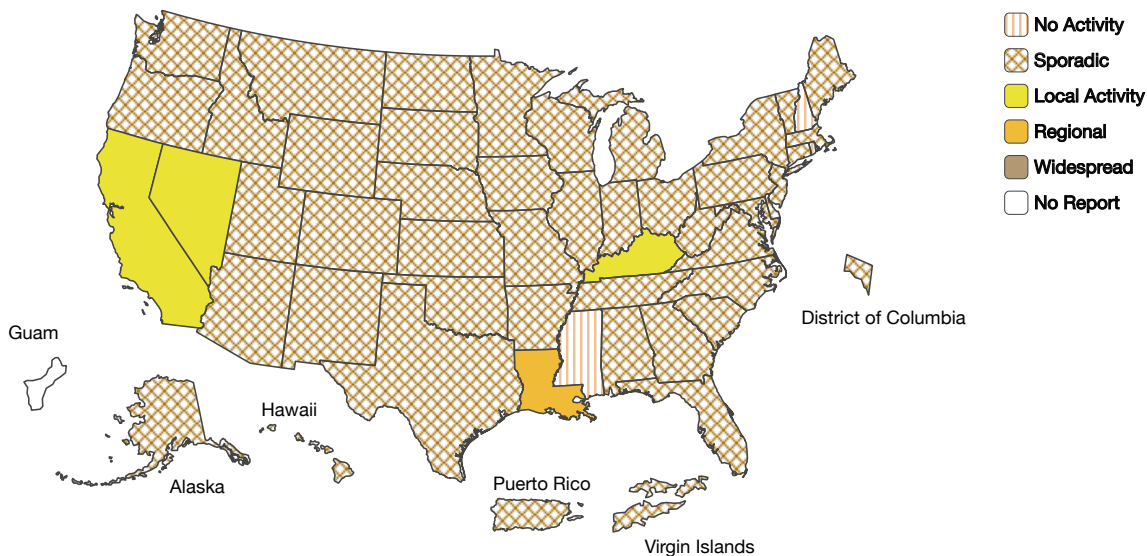 No Activity
Sporadic
Local Activity
Regional
Widespread
No Report
District of Columbia
Guam
Hawaii
Alaska
Puerto Rico
Virgin Islands